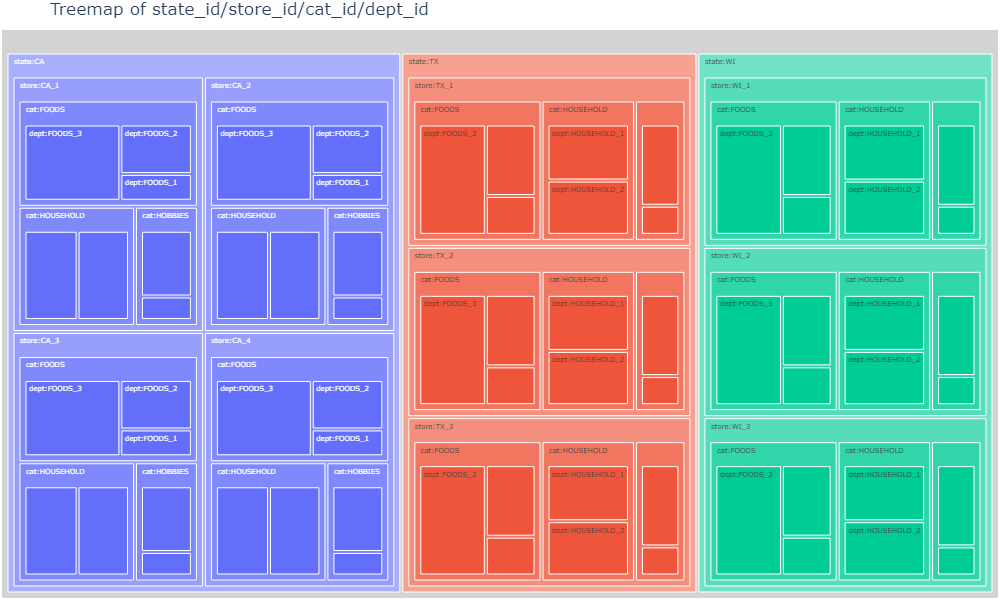 Treemap of state_id/store_id/cat_id/dept_id
state:CA
store:CA_1
cat:FOODS
dept:FOODS_3
dept:FOODS_2
dept:FOODS_1
cat:HOUSEHOLD
cat:HOBBIES
store:CA_2
cat:FOODS
dept:FOODS_3
dept:FOODS_2
dept:FOODS_1
cat:HOUSEHOLD
cat:HOBBIES
store:CA_3
cat:FOODS
dept:FOODS_3
dept:FOODS_2
dept:FOODS_1
cat:HOUSEHOLD
cat:HOBBIES
store:CA_4
cat:FOODS
dept:FOODS_3
dept:FOODS_2
dept:FOODS_1
cat:HOUSEHOLD
cat:HOBBIES
state:TX
store:TX_1
cat:FOODS
dept:FOODS_3
cat:HOUSEHOLD
dept:HOUSEHOLD_1
dept:HOUSEHOLD_2
store:TX_2
cat:FOODS
dept:FOODS_3
cat:HOUSEHOLD
dept:HOUSEHOLD_1
dept:HOUSEHOLD_2
store:TX_3
cat:FOODS
dept:FOODS_3
cat:HOUSEHOLD
dept:HOUSEHOLD_1
dept:HOUSEHOLD_2
state:WI
store:WI_1
cat:FOODS
dept:FOODS_3
cat:HOUSEHOLD
dept:HOUSEHOLD_1
dept:HOUSEHOLD_2
store:WI_2
cat:FOODS
dept:FOODS_3
cat:HOUSEHOLD
dept:HOUSEHOLD_1
dept:HOUSEHOLD_2
store:WI_3
cat:FOODS
dept:FOODS_3
cat:HOUSEHOLD
dept:HOUSEHOLD_1
dept:HOUSEHOLD_2